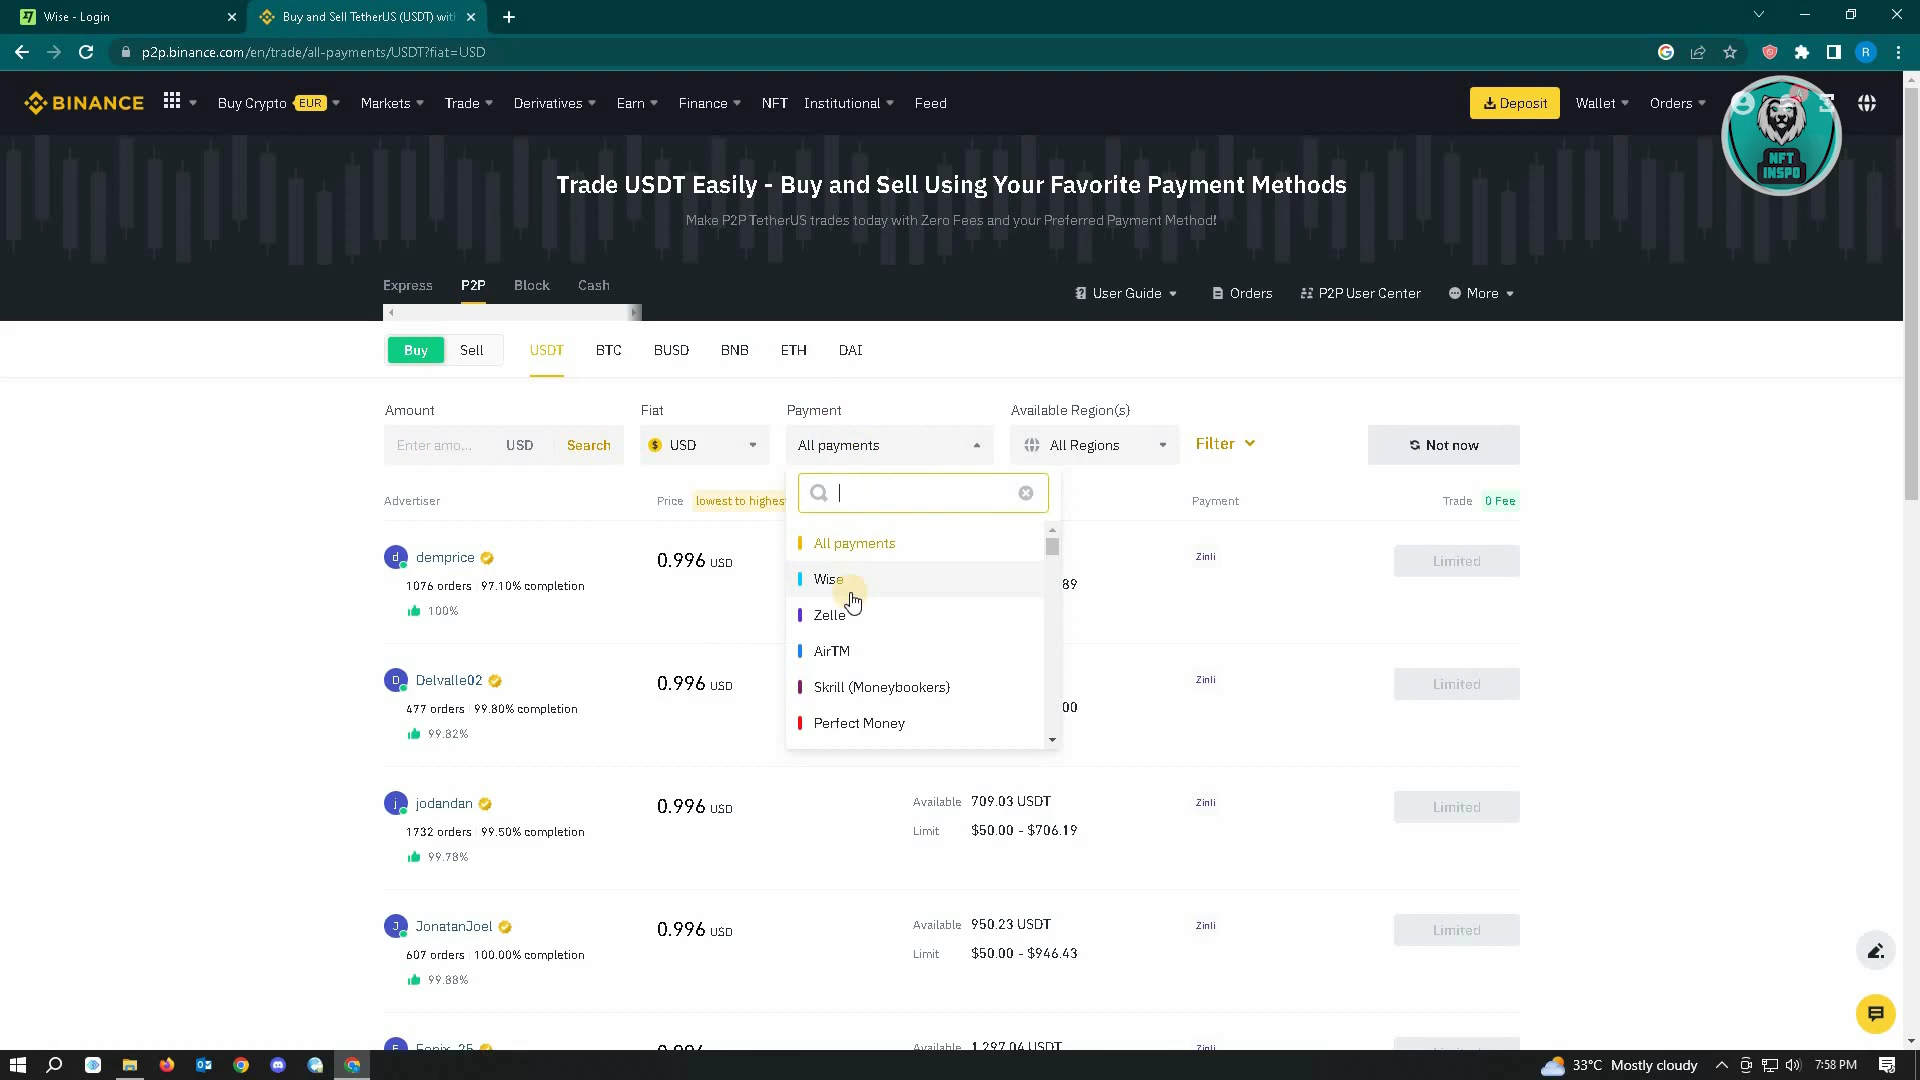 Wise - Login
Buy and Sell TetherUS (USDT) wit
p2p.binance.com/en/trade/all-payments/USDT?fiat=USD
R
BINANCE
Buy Crypto EUR
Markets
Trade
Derivatives
Earn
Finance
NFT
Institutional
Feed
Deposit
Wallet
Orders
NFT
INSPO
Trade USDT Easily - Buy and Sell Using Your Favorite Payment Methods
Make P2P TetherUS trades today with Zero Fees and your Preferred Payment Method!
Express
P2P
Block
Cash
User Guide
Orders
P2P User Center
More
Buy
Sell
USDT
BTC
BUSD
BNB
ETH
DAI
Amount
Fiat
Payment
Available Region(s)
Enter amo...
USD
Search
USD
All payments
All Regions
Filter
Not now
Advertiser
Price lowest to highes
Payment
Trade 0 Fee
All payments
Wise
Zelle
AirTM
Skrill (Moneybookers)
Perfect Money
d demprice
1076 orders 97.10% completion
100%
0.996 USD
89
Zinli
Limited
D Delvalle02
477 orders 99.80% completion
99.82%
0.996 USD
00
Zinli
Limited
j jodandan
1732 orders 99.50% completion
99.78%
0.996 USD
Available 709.03 USDT
Limit $50.00 - $706.19
Zinli
Limited
J JonatanJoel
607 orders 100.00% completion
99.88%
0.996 USD
Available 950.23 USDT
Limit $50.00 - $946.43
Zinli
Limited
Available 1,297.04 USDT
33°C Mostly cloudy
7:58 PM